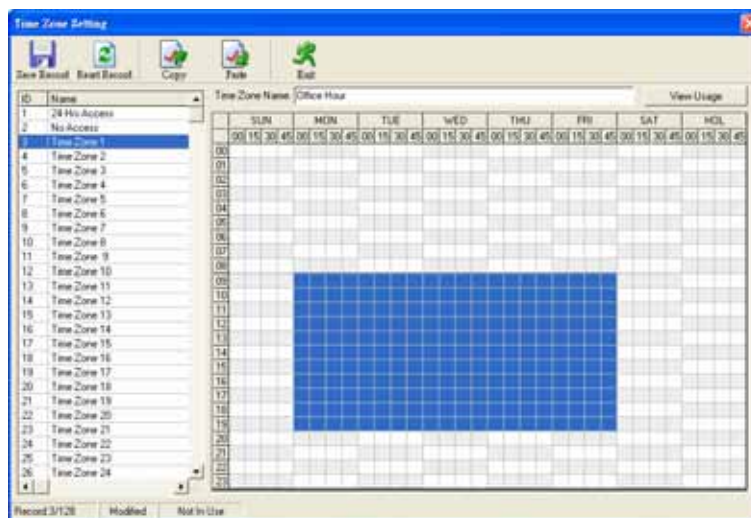 Time Zone Setting
Save Record Reset Record Copy Paste Exit
ID Name
1 24-Hrs Access
2 No Access
3 Time Zone 1
4 Time Zone 2
5 Time Zone 3
6 Time Zone 4
7 Time Zone 5
8 Time Zone 6
9 Time Zone 7
10 Time Zone 8
11 Time Zone 9
12 Time Zone 10
13 Time Zone 11
14 Time Zone 12
15 Time Zone 13
16 Time Zone 14
17 Time Zone 15
18 Time Zone 16
19 Time Zone 17
20 Time Zone 18
21 Time Zone 19
22 Time Zone 20
23 Time Zone 21
24 Time Zone 22
25 Time Zone 23
26 Time Zone 24
Time Zone Name: Office Hour View Usage
SUN MON TUE WED THU FRI SAT HOL
00 15 30 45 00 15 30 45 00 15 30 45 00 15 30 45 00 15 30 45 00 15 30 45 00 15 30 45 00 15 30 45
00
01
02
03
04
05
06
07
08
09
10
11
12
13
14
15
16
17
18
19
20
21
22
23
Record 3/128 Modified Not In Use